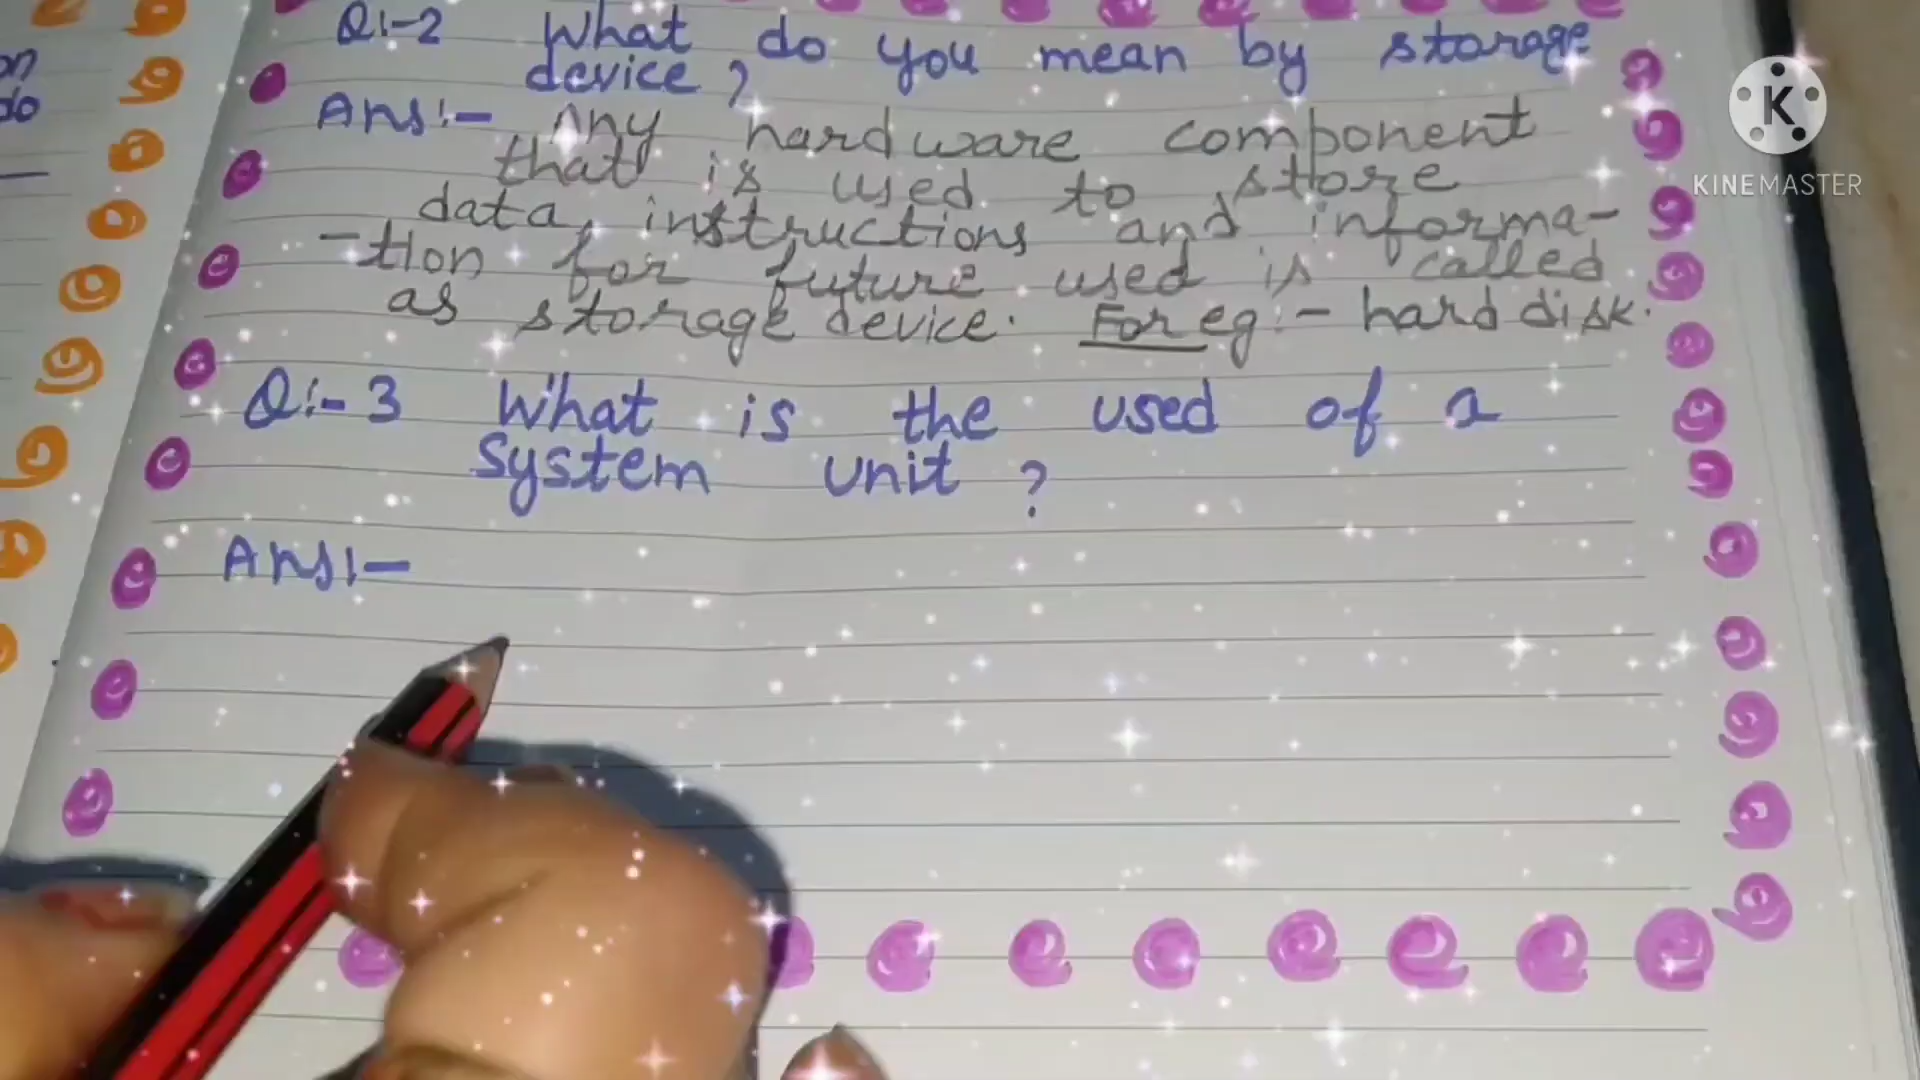 on
do
Q:-2 What do you mean by storage
device ?
Ans:- Any hardware component
that is used to store
data, instructions and informa-
-tion for future used is called
as storage device. For eg:- hard disk.
Q:-3 What is the used of a
system unit ?
Ans:-
K
KINEMASTER